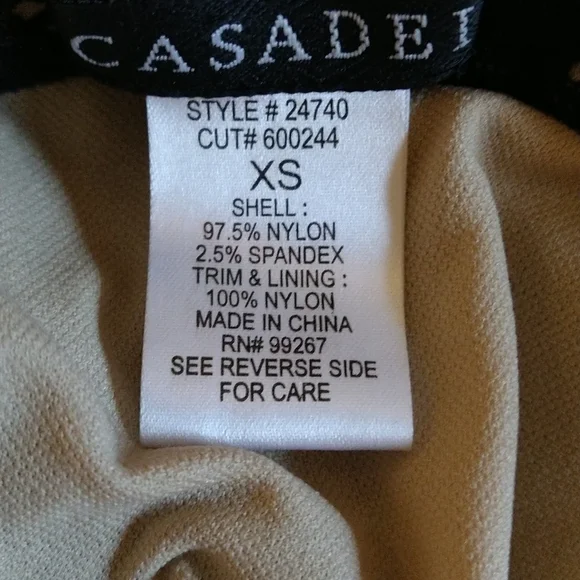 CASADEI
STYLE # 24740
CUT# 600244
XS
SHELL :
97.5% NYLON
2.5% SPANDEX
TRIM & LINING :
100% NYLON
MADE IN CHINA
RN# 99267
SEE REVERSE SIDE
FOR CARE